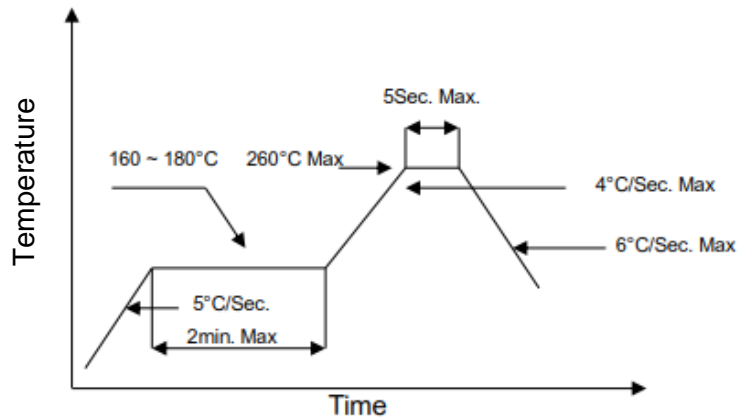 5Sec. Max.
160 ~ 180°C
260°C Max
4°C/Sec. Max
6°C/Sec. Max
5°C/Sec.
2min. Max
Temperature
Time